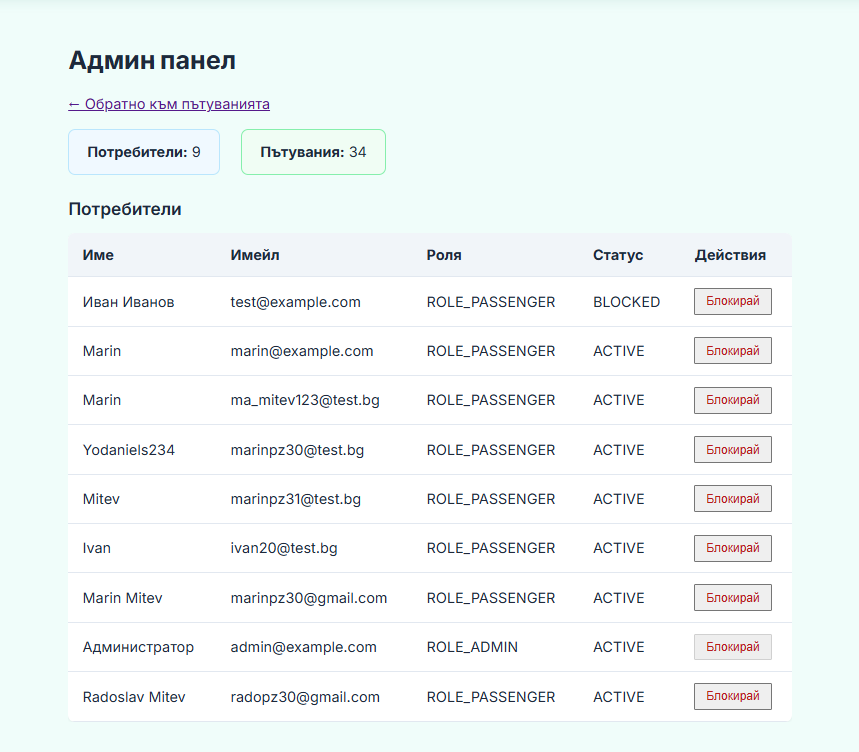 Админ панел
← Обратно към пътуванията
Потребители: 9 Пътувания: 34
Потребители
Име Имейл Роля Статус Действия
Иван Иванов test@example.com ROLE_PASSENGER BLOCKED Блокирай
Marin marin@example.com ROLE_PASSENGER ACTIVE Блокирай
Marin ma_mitev123@test.bg ROLE_PASSENGER ACTIVE Блокирай
Yodaniels234 marinpz30@test.bg ROLE_PASSENGER ACTIVE Блокирай
Mitev marinpz31@test.bg ROLE_PASSENGER ACTIVE Блокирай
Ivan ivan20@test.bg ROLE_PASSENGER ACTIVE Блокирай
Marin Mitev marinpz30@gmail.com ROLE_PASSENGER ACTIVE Блокирай
Администратор admin@example.com ROLE_ADMIN ACTIVE Блокирай
Radoslav Mitev radopz30@gmail.com ROLE_PASSENGER ACTIVE Блокирай